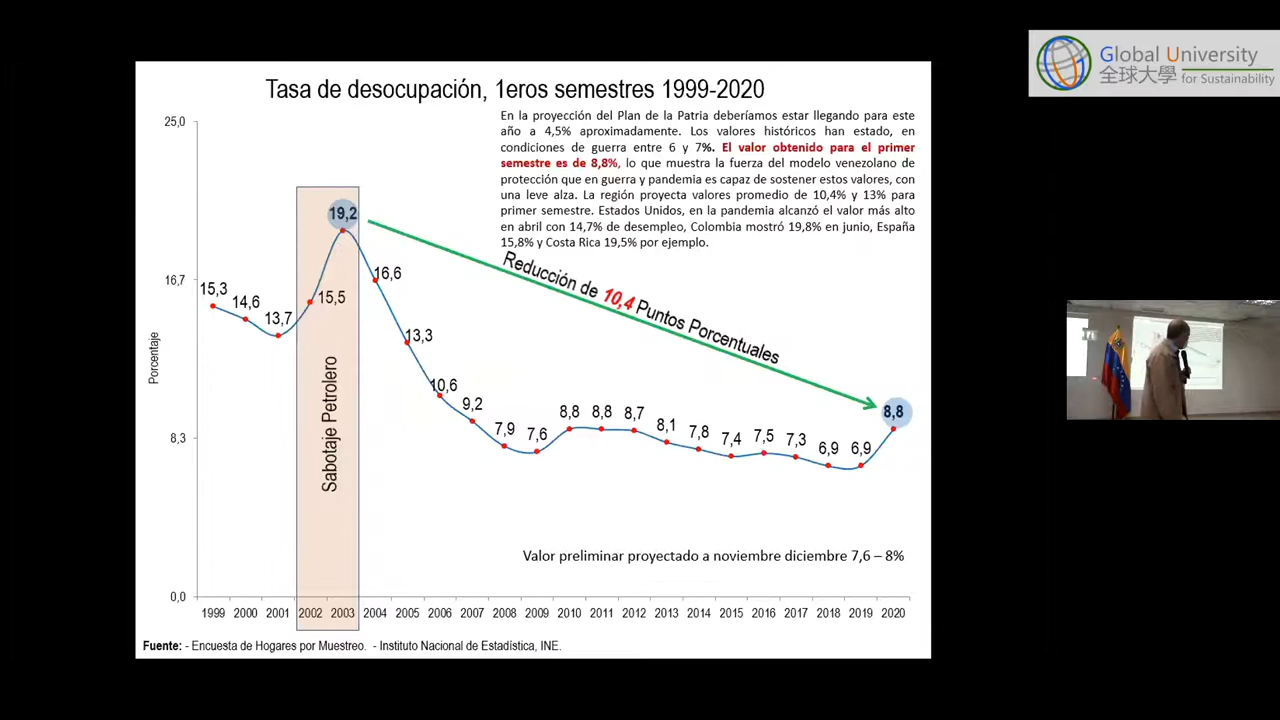 Global University
全球大學 for Sustainability
Tasa de desocupación, 1eros semestres 1999-2020
En la proyección del Plan de la Patria deberíamos estar llegando para este
año a 4,5% aproximadamente. Los valores históricos han estado, en
condiciones de guerra entre 6 y 7%. El valor obtenido para el primer
semestre es de 8,8%, lo que muestra la fuerza del modelo venezolano de
protección que en guerra y pandemia es capaz de sostener estos valores, con
una leve alza. La región proyecta valores promedio de 10,4% y 13% para
primer semestre. Estados Unidos, en la pandemia alcanzó el valor más alto
en abril con 14,7% de desempleo, Colombia mostró 19,8% en junio, España
15,8% y Costa Rica 19,5% por ejemplo.
Reducción de 10,4 Puntos Porcentuales
Porcentaje
25,0
16,7
8,3
0,0
15,3
14,6
13,7
15,5
19,2
16,6
13,3
10,6
9,2
7,9
7,6
8,8
8,8
8,7
8,1
7,8
7,4
7,5
7,3
6,9
6,9
8,8
Sabotaje Petrolero
Valor preliminar proyectado a noviembre diciembre 7,6 – 8%
1999 2000 2001 2002 2003 2004 2005 2006 2007 2008 2009 2010 2011 2012 2013 2014 2015 2016 2017 2018 2019 2020
Fuente: - Encuesta de Hogares por Muestreo. - Instituto Nacional de Estadística, INE.